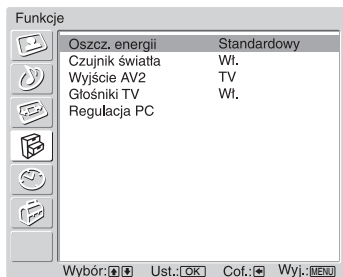 Funkcje
Oszcz. energii Standardowy
Czujnik światła Wł.
Wyjście AV2 TV
Głośniki TV Wł.
Regulacja PC
Wybór: Ust.:OK Cof.: Wyj.:MENU